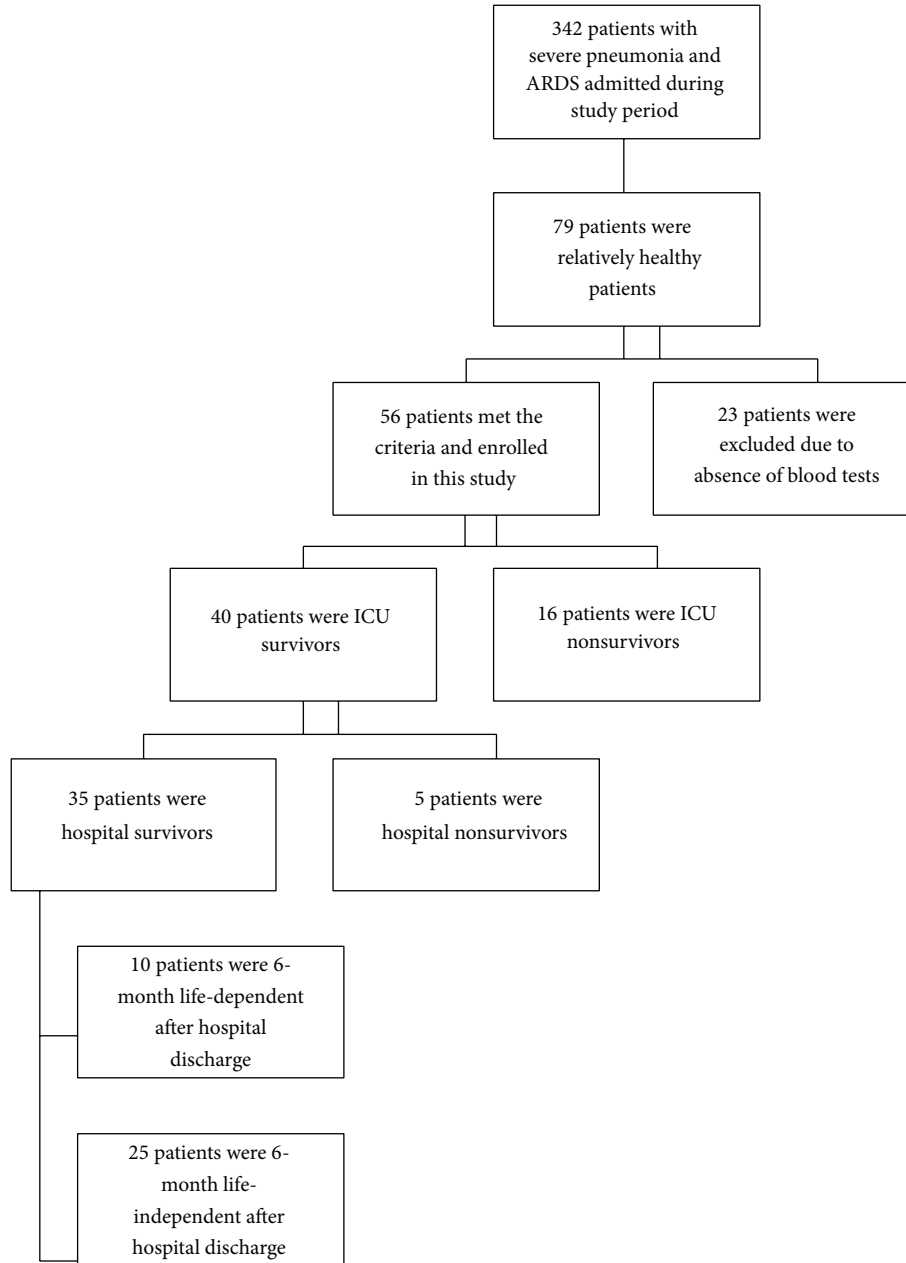 342 patients with
severe pneumonia and
ARDS admitted during
study period
79 patients were
relatively healthy
patients
56 patients met the
criteria and enrolled
in this study
23 patients were
excluded due to
absence of blood tests
40 patients were ICU
survivors
16 patients were ICU
nonsurvivors
35 patients were
hospital survivors
5 patients were
hospital nonsurvivors
10 patients were 6-
month life-dependent
after hospital
discharge
25 patients were 6-
month life-
independent after
hospital discharge